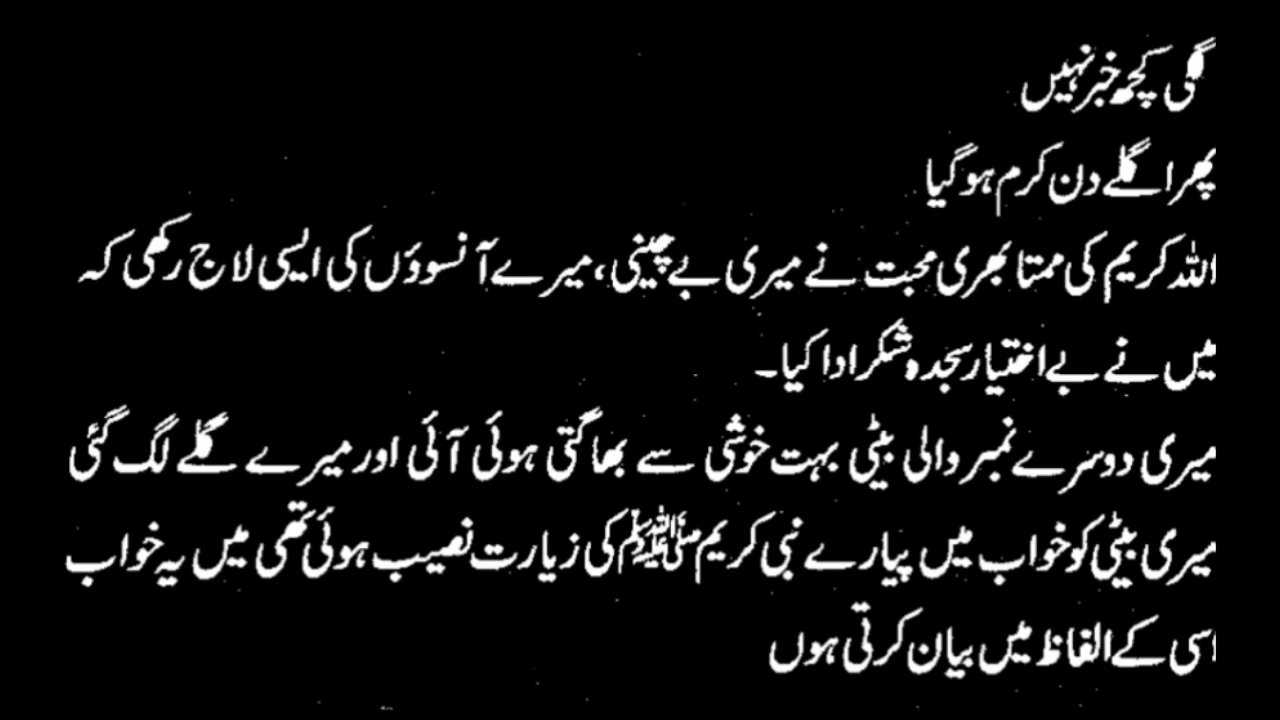 گی کچھ خبر نہیں
پھر اگلے دن کرم ہو گیا
اللہ کریم کی ممتا بھری محبت نے میری بے چینی، میرے آنسوؤں کی ایسی لاج رکھی کہ
میں نے بے اختیار سجدہ شکر ادا کیا۔
میری دوسرے نمبر والی بیٹی بہت خوشی سے بھاگتی ہوئی آئی اور میرے گلے لگ گئی
میری بیٹی کو خواب میں پیارے نبی کریم ﷺ کی زیارت نصیب ہوئی تھی میں یہ خواب
اسی کے الفاظ میں بیان کرتی ہوں